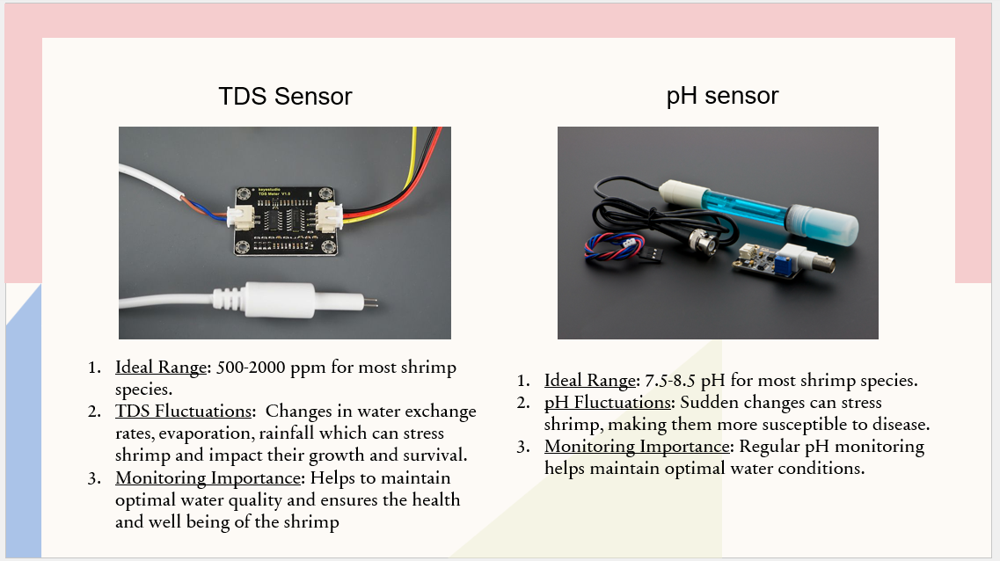 TDS Sensor
keyestudio
TDS Meter V1.0
1. Ideal Range: 500-2000 ppm for most shrimp
species.
2. TDS Fluctuations: Changes in water exchange
rates, evaporation, rainfall which can stress
shrimp and impact their growth and survival.
3. Monitoring Importance: Helps to maintain
optimal water quality and ensures the health
and well being of the shrimp
pH sensor
1. Ideal Range: 7.5-8.5 pH for most shrimp species.
2. pH Fluctuations: Sudden changes can stress
shrimp, making them more susceptible to disease.
3. Monitoring Importance: Regular pH monitoring
helps maintain optimal water conditions.